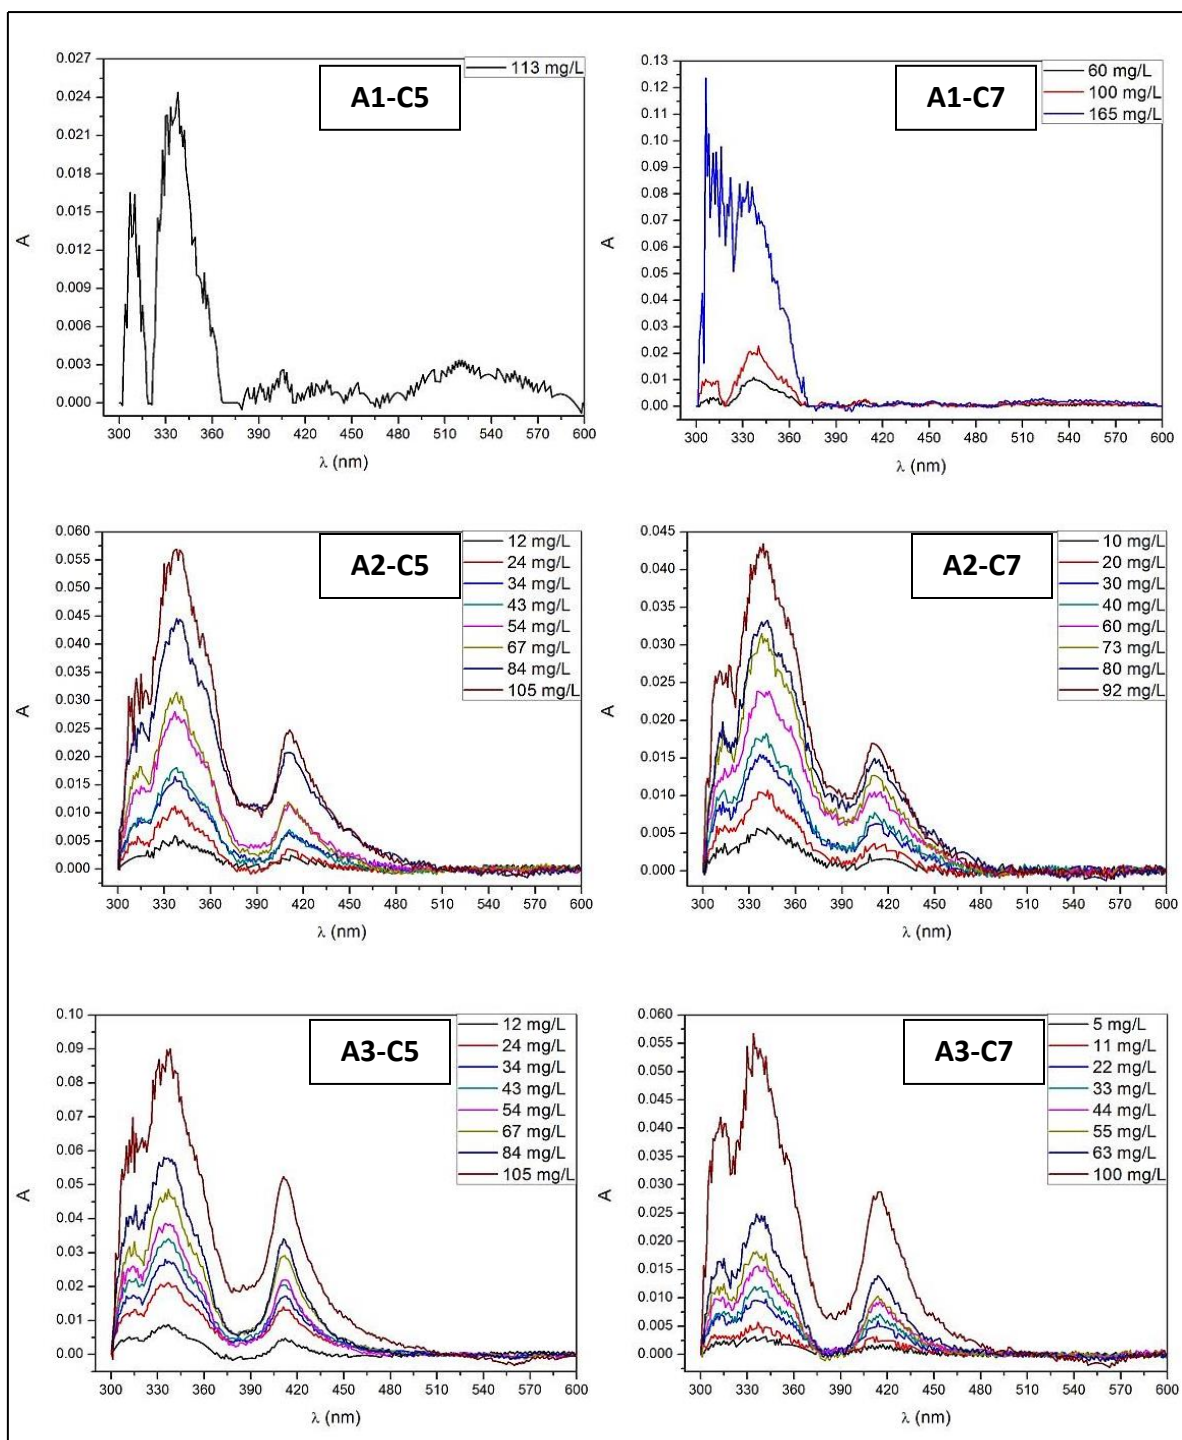 A1-C5
113 mg/L
0.027
0.024
0.021
0.018
0.015
0.012
0.009
0.006
0.003
0.000
A
300 330 360 390 420 450 480 510 540 570 600
λ (nm)
A1-C7
60 mg/L
100 mg/L
165 mg/L
0.13
0.12
0.11
0.10
0.09
0.08
0.07
0.06
0.05
0.04
0.03
0.02
0.01
0.00
A
300 330 360 390 420 450 480 510 540 570 600
λ (nm)
A2-C5
12 mg/L
24 mg/L
34 mg/L
43 mg/L
54 mg/L
67 mg/L
84 mg/L
105 mg/L
0.060
0.055
0.050
0.045
0.040
0.035
0.030
0.025
0.020
0.015
0.010
0.005
0.000
A
300 330 360 390 420 450 480 510 540 570 600
λ (nm)
A2-C7
10 mg/L
20 mg/L
30 mg/L
40 mg/L
60 mg/L
73 mg/L
80 mg/L
92 mg/L
0.045
0.040
0.035
0.030
0.025
0.020
0.015
0.010
0.005
0.000
A
300 330 360 390 420 450 480 510 540 570 600
λ (nm)
A3-C5
12 mg/L
24 mg/L
34 mg/L
43 mg/L
54 mg/L
67 mg/L
84 mg/L
105 mg/L
0.10
0.09
0.08
0.07
0.06
0.05
0.04
0.03
0.02
0.01
0.00
A
300 330 360 390 420 450 480 510 540 570 600
λ (nm)
A3-C7
5 mg/L
11 mg/L
22 mg/L
33 mg/L
44 mg/L
55 mg/L
63 mg/L
100 mg/L
0.060
0.055
0.050
0.045
0.040
0.035
0.030
0.025
0.020
0.015
0.010
0.005
0.000
A
300 330 360 390 420 450 480 510 540 570 600
λ (nm)